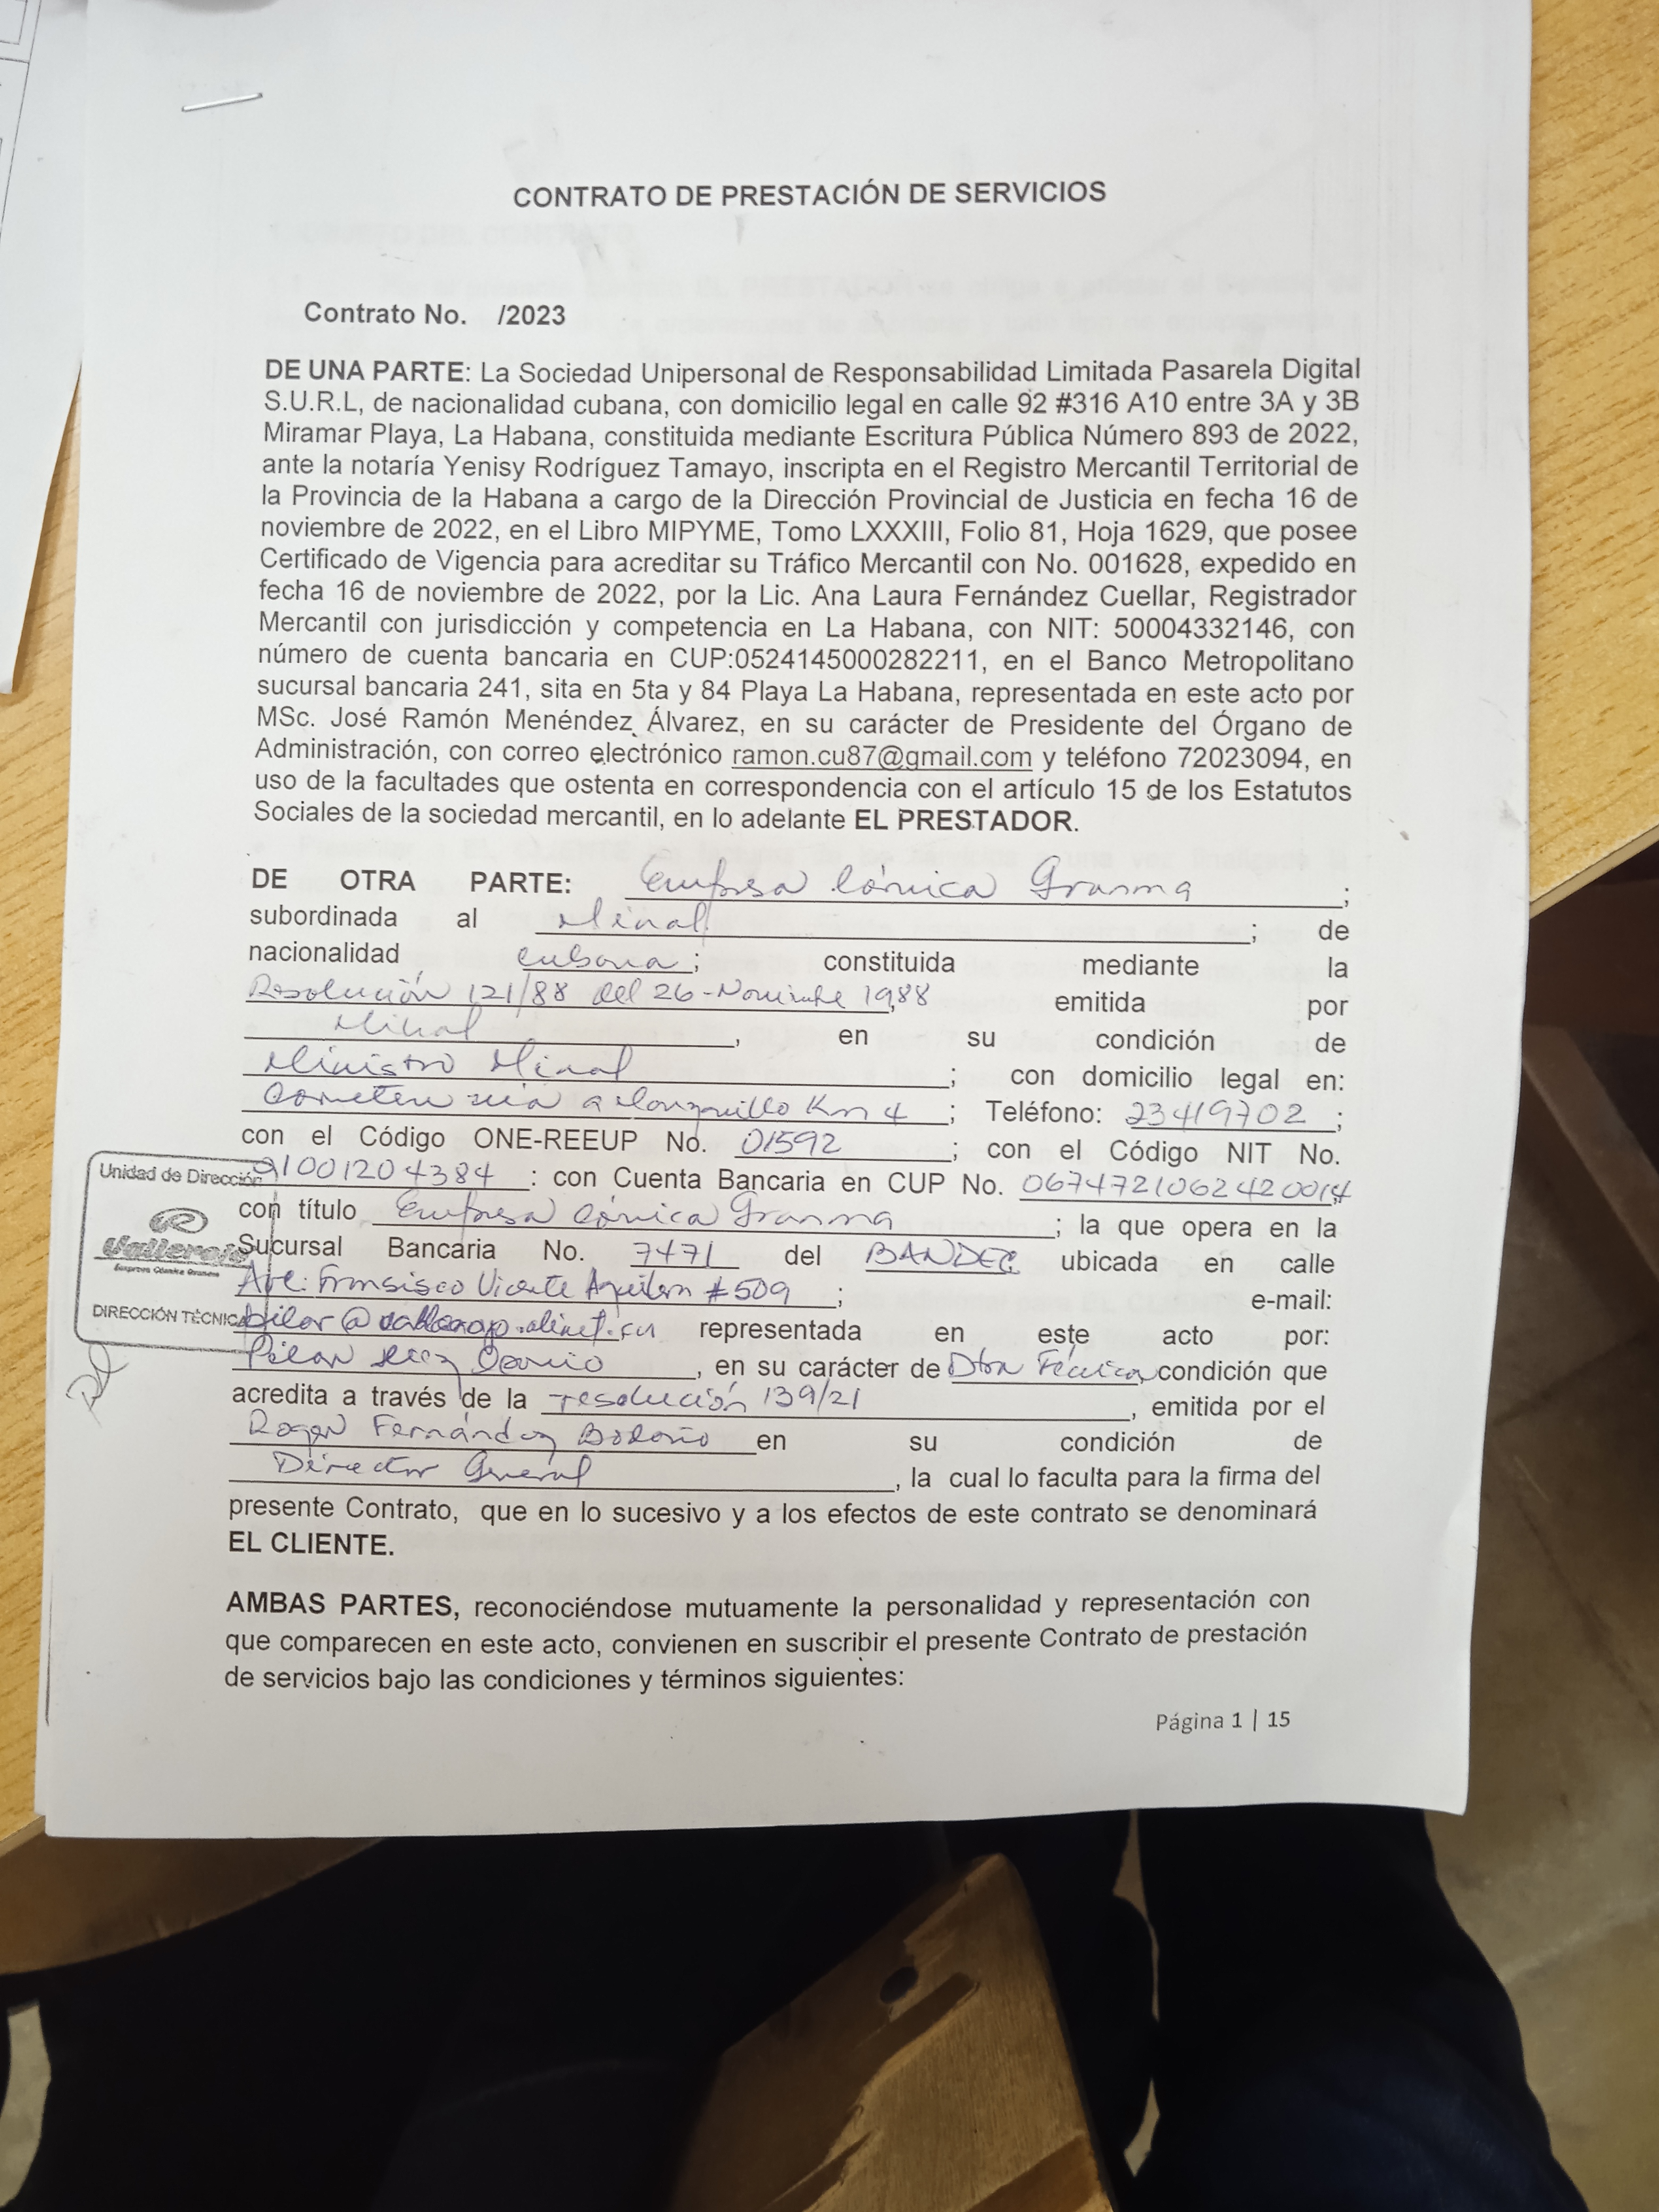 CONTRATO DE PRESTACIÓN DE SERVICIOS
Contrato No. /2023
DE UNA PARTE: La Sociedad Unipersonal de Responsabilidad Limitada Pasarela Digital
S.U.R.L, de nacionalidad cubana, con domicilio legal en calle 92 #316 A10 entre 3A y 3B
Miramar Playa, La Habana, constituida mediante Escritura Pública Número 893 de 2022,
ante la notaría Yenisy Rodríguez Tamayo, inscripta en el Registro Mercantil Territorial de
la Provincia de la Habana a cargo de la Dirección Provincial de Justicia en fecha 16 de
noviembre de 2022, en el Libro MIPYME, Tomo LXXXIII, Folio 81, Hoja 1629, que posee
Certificado de Vigencia para acreditar su Tráfico Mercantil con No. 001628, expedido en
fecha 16 de noviembre de 2022, por la Lic. Ana Laura Fernández Cuellar, Registrador
Mercantil con jurisdicción y competencia en La Habana, con NIT: 50004332146, con
número de cuenta bancaria en CUP:0524145000282211, en el Banco Metropolitano
sucursal bancaria 241, sita en 5ta y 84 Playa La Habana, representada en este acto por
MSc. José Ramón Menéndez Álvarez, en su carácter de Presidente del Órgano de
Administración, con correo electrónico ramon.cu87@gmail.com y teléfono 72023094, en
uso de la facultades que ostenta en correspondencia con el artículo 15 de los Estatutos
Sociales de la sociedad mercantil, en lo adelante EL PRESTADOR.
DE OTRA PARTE: Empresa Cárnica Granma ;
subordinada al Minal ; de
nacionalidad cubana ; constituida mediante la
Resolución 121/88 del 26-Noviembre 1988, emitida por
Minal , en su condición de
Ministro Minal ; con domicilio legal en:
Carretera vía a Manzanillo Km 4 ; Teléfono: 23419702 ;
con el Código ONE-REEUP No. 01592 ; con el Código NIT No.
Unidad de Dirección
01001204384 : con Cuenta Bancaria en CUP No. 0674721062420014
con título Empresa Cárnica Granma ; la que opera en la
Sucursal Bancaria No. 7471 del BANDEC ubicada en calle
Empresa Cárnica Granma
Ave: Fransisco Vicente Aguilera #509 ; e-mail:
DIRECCIÓN TÉCNICA
representada en este acto por:
Pilar , en su carácter de Dtra Técnica, condición que
acredita a través de la resolución 139/21 , emitida por el
Roger Fernández en su condición de
Director General , la cual lo faculta para la firma del
presente Contrato, que en lo sucesivo y a los efectos de este contrato se denominará
EL CLIENTE.
AMBAS PARTES, reconociéndose mutuamente la personalidad y representación con
que comparecen en este acto, convienen en suscribir el presente Contrato de prestación
de servicios bajo las condiciones y términos siguientes:
Página 1 | 15